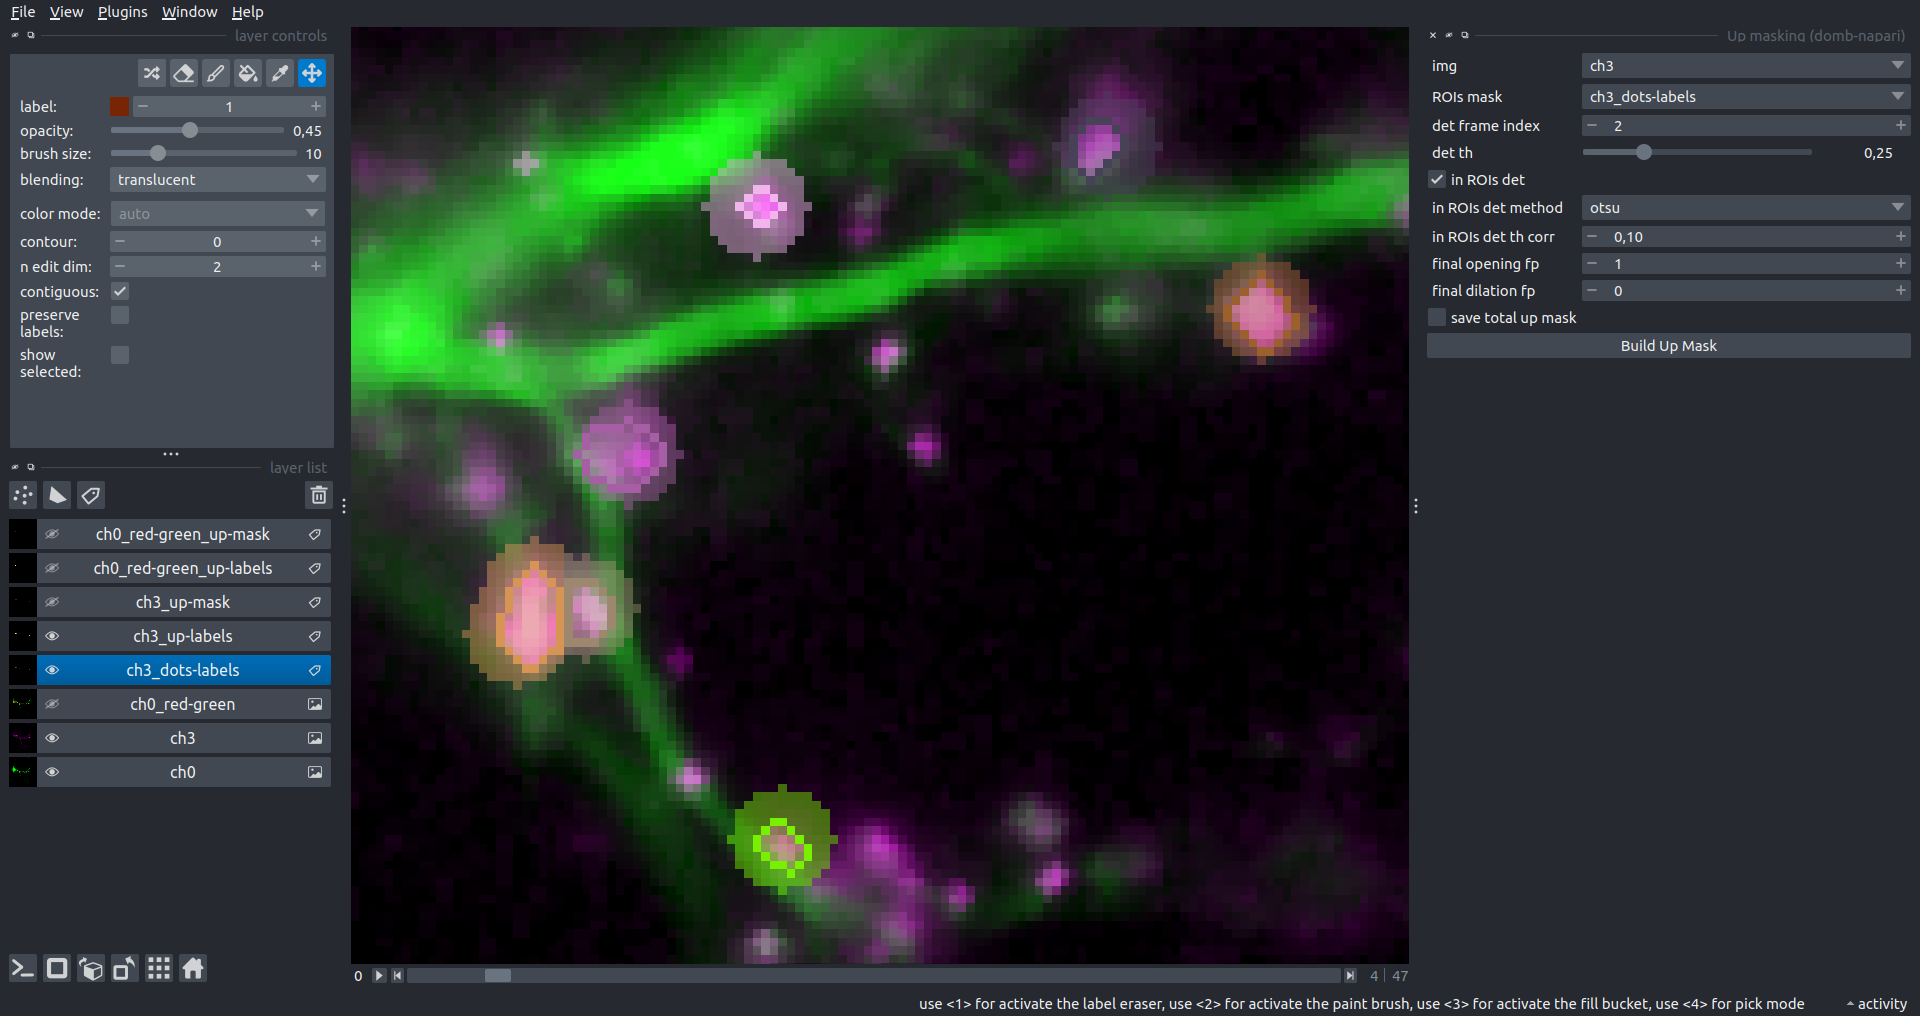 File View Plugins Window Help
layer controls
label: 1
opacity: 0,45
brush size: 10
blending: translucent
color mode: auto
contour: 0
n edit dim: 2
contiguous:
preserve
labels:
show
selected:
layer list
ch0_red-green_up-mask
ch0_red-green_up-labels
ch3_up-mask
ch3_up-labels
ch3_dots-labels
ch0_red-green
ch3
ch0
0
4 | 47
Up masking (domb-napari)
img ch3
ROIs mask ch3_dots-labels
det frame index 2
det th 0,25
in ROIs det
in ROIs det method otsu
in ROIs det th corr 0,10
final opening fp 1
final dilation fp 0
save total up mask
Build Up Mask
use <1> for activate the label eraser, use <2> for activate the paint brush, use <3> for activate the fill bucket, use <4> for pick mode
activity